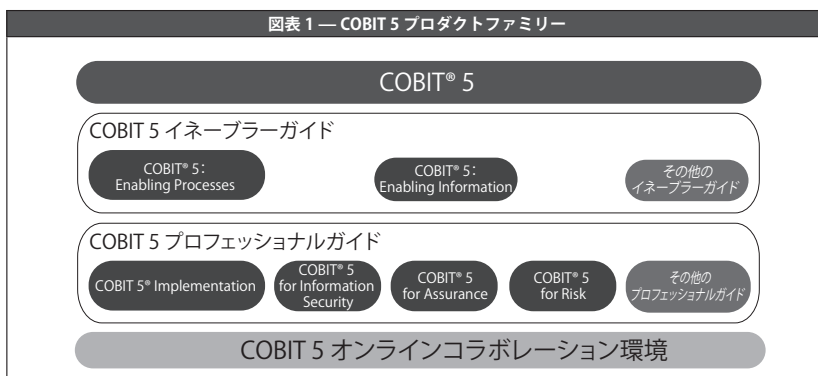 図表 1 — COBIT 5 プロダクトファミリー
COBIT® 5
COBIT 5 イネーブラーガイド
COBIT® 5:
Enabling Processes
COBIT® 5:
Enabling Information
その他の
イネーブラーガイド
COBIT 5 プロフェッショナルガイド
COBIT 5® Implementation
COBIT® 5
for Information
Security
COBIT® 5
for Assurance
COBIT® 5
for Risk
その他の
プロフェッショナルガイド
COBIT 5 オンラインコラボレーション環境